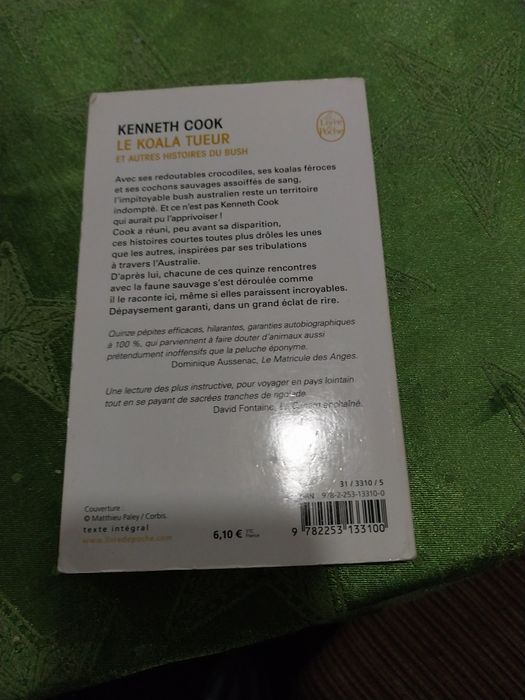 KENNETH COOK
LE KOALA TUEUR
ET AUTRES HISTOIRES DU BUSH
Le Livre
de
Poche
Avec ses redoutables crocodiles, ses koalas féroces
et ses cochons sauvages assoiffés de sang,
l'impitoyable bush australien reste un territoire
indompté. Et ce n'est pas Kenneth Cook
qui aurait pu l'apprivoiser !
Cook a réuni, peu avant sa disparition,
ces histoires courtes toutes plus drôles les unes
que les autres, inspirées par ses tribulations
à travers l'Australie.
D'après lui, chacune de ces quinze rencontres
avec la faune sauvage s'est déroulée comme
il le raconte ici, même si elles paraissent incroyables.
Dépaysement garanti, dans un grand éclat de rire.
Quinze pépites efficaces, hilarantes, garanties autobiographiques
à 100 %, qui parviennent à faire douter d'animaux aussi
prétendument inoffensifs que la peluche éponyme.
Dominique Aussenac, Le Matricule des Anges.
Une lecture des plus instructive, pour voyager en pays lointain
tout en se payant de sacrées tranches de rigolade.
David Fontaine, Le Canard enchaîné.
31 / 3310 / 5
ISBN : 978-2-253-13310-0
Couverture :
© Matthieu Paley / Corbis.
texte intégral
www.livredepoche.com
6,10 € TTC
France
9 782253 133100